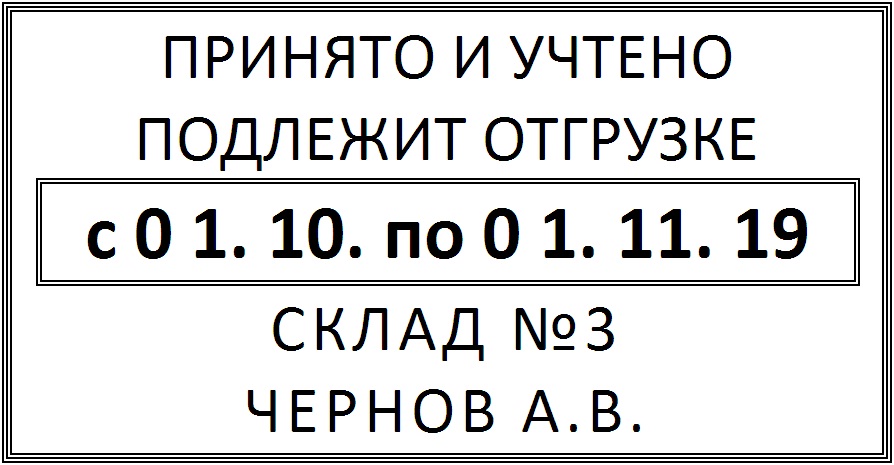 ПРИНЯТО И УЧТЕНО
ПОДЛЕЖИТ ОТГРУЗКЕ
с 0 1. 10. по 0 1. 11. 19
СКЛАД №3
ЧЕРНОВ А.В.